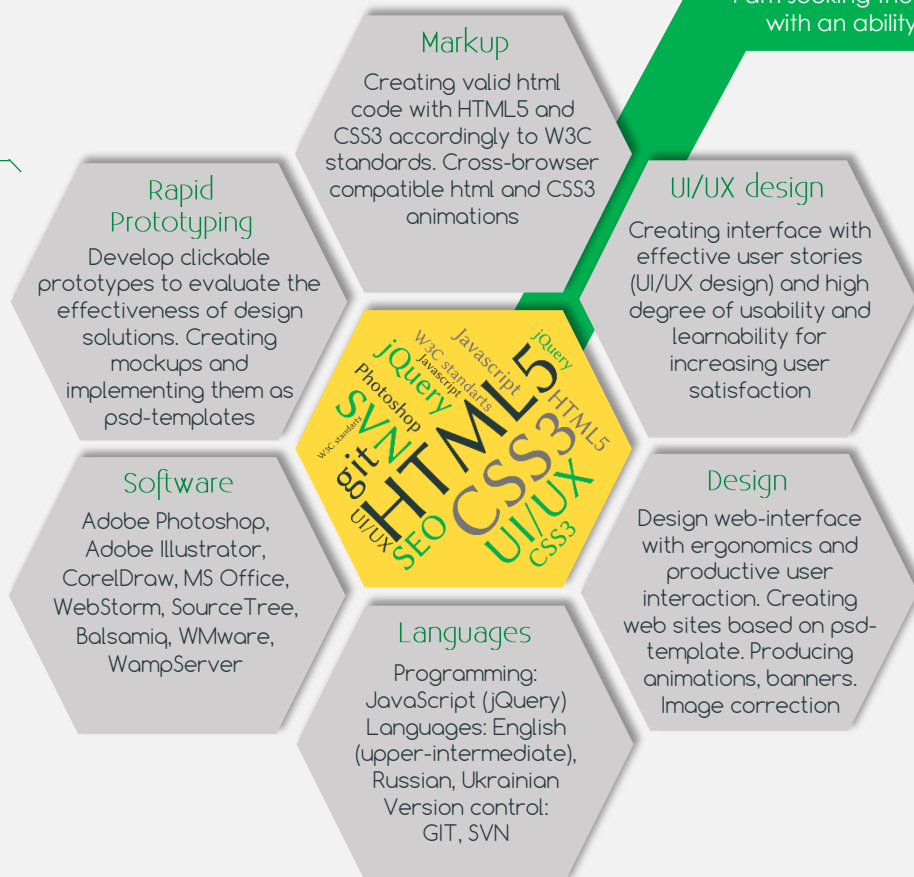 with an ability
Markup
Creating valid html
code with HTML5 and
CSS3 accordingly to W3C
standards. Cross-browser
compatible html and CSS3
animations
Rapid
Prototyping
Develop clickable
prototypes to evaluate the
effectiveness of design
solutions. Creating
mockups and
implementing them as
psd-templates
UI/UX design
Creating interface with
effective user stories
(UI/UX design) and high
degree of usability and
learnability for
increasing user
satisfaction
jQuery
Javascript
W3C standarts
Javascript
jQuery
Photoshop
HTML5
HTML5
SVN
W3C standarts
git
CSS3
UI/UX
SEO
UI/UX
CSS3
Software
Adobe Photoshop,
Adobe Illustrator,
CorelDraw, MS Office,
WebStorm, SourceTree,
Balsamiq, WMware,
WampServer
Design
Design web-interface
with ergonomics and
productive user
interaction. Creating
web sites based on psd-
template. Producing
animations, banners.
Image correction
Languages
Programming:
JavaScript (jQuery)
Languages: English
(upper-intermediate),
Russian, Ukrainian
Version control:
GIT, SVN